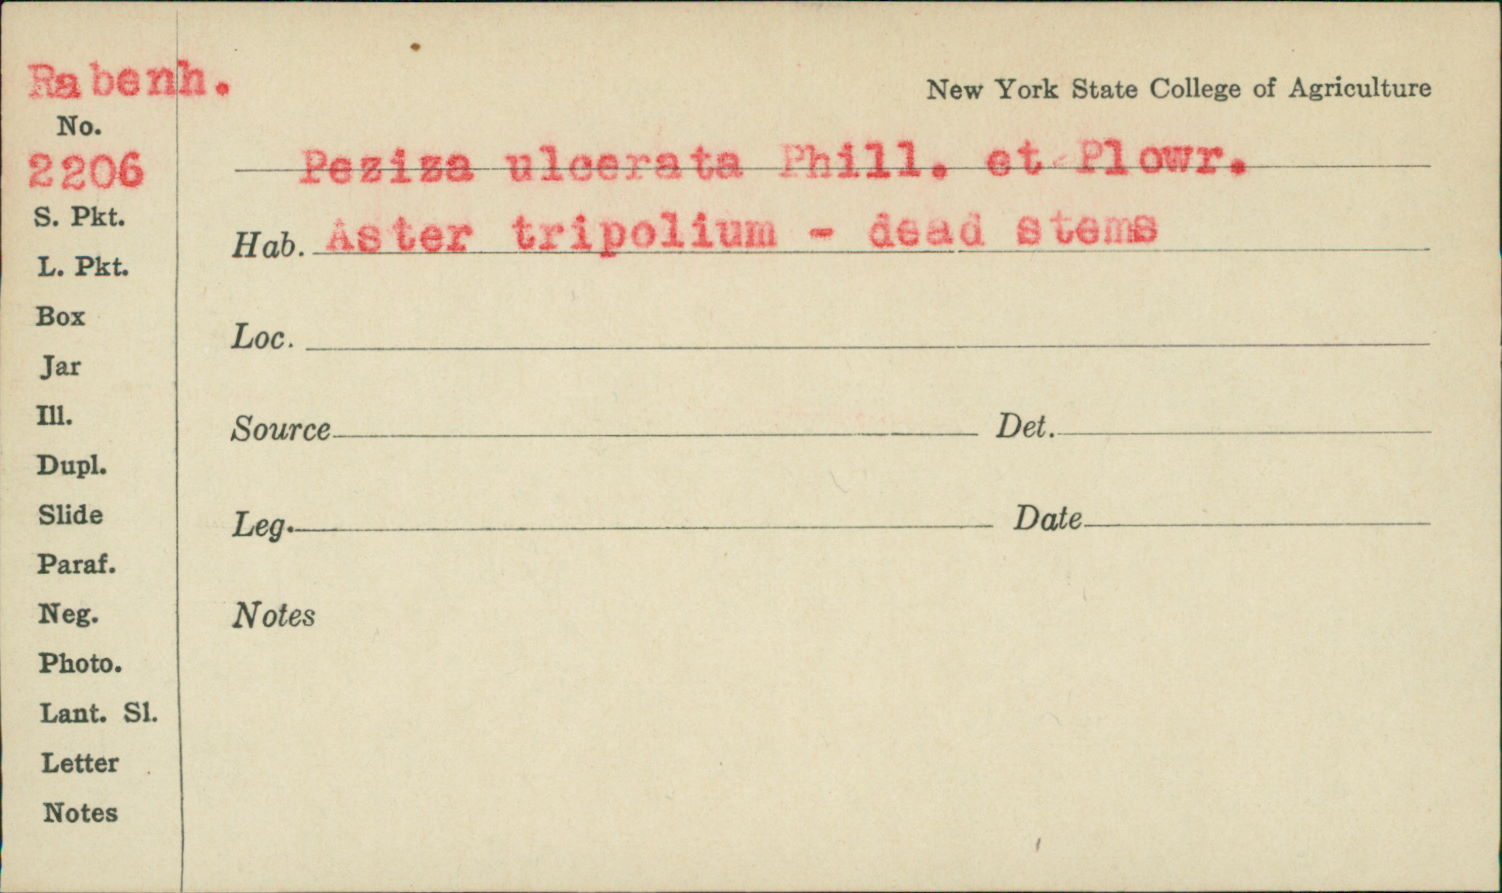 Rabenh.
New York State College of Agriculture
No.
2206
Peziza ulcerata Phill. et Plowr.
S. Pkt.
Hab. Aster tripolium - dead stems
L. Pkt.
Box
Loc.
Jar
Ill.
Source Det.
Dupl.
Slide
Leg. Date
Paraf.
Neg.
Notes
Photo.
Lant. Sl.
Letter
Notes